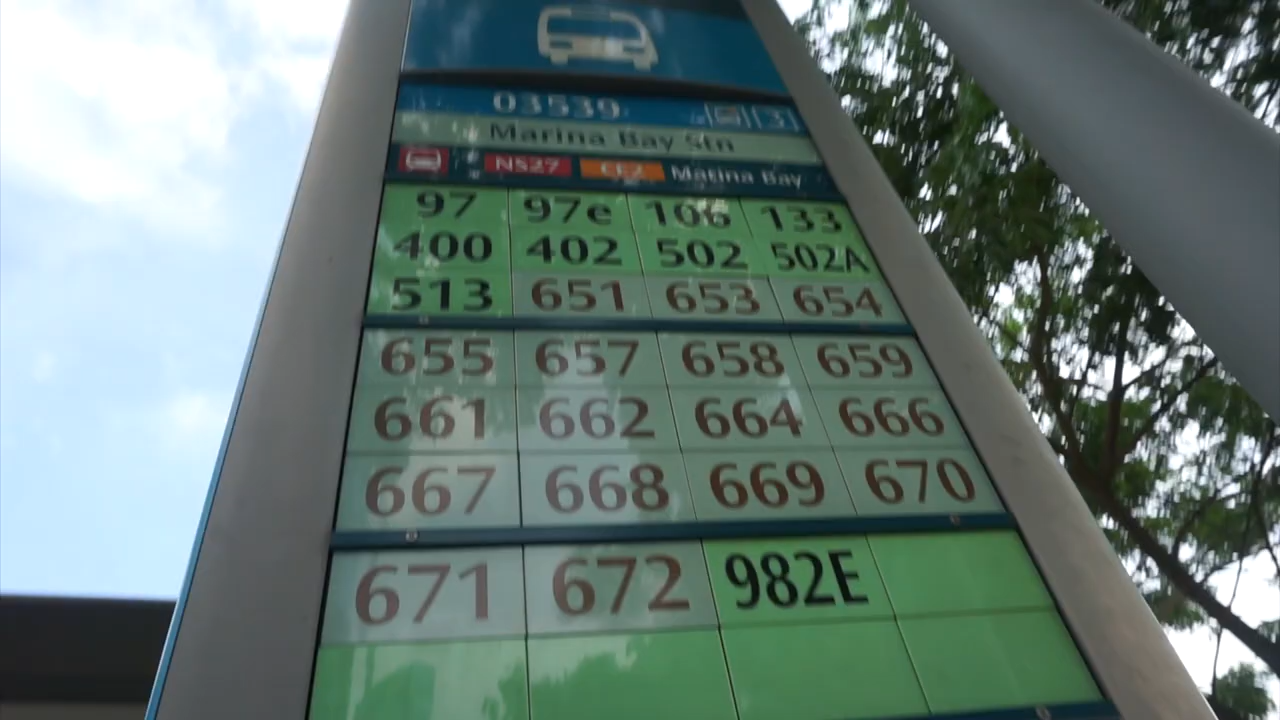 03539 3
Marina Bay Stn
NS27 CE2 Marina Bay
97 97e 106 133
400 402 502 502A
513 651 653 654
655 657 658 659
661 662 664 666
667 668 669 670
671 672 982E